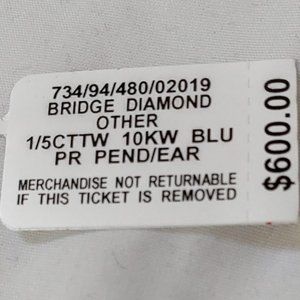 734/94/480/02019
BRIDGE DIAMOND
OTHER
1/5CTTW 10KW BLU
PR PEND/EAR
MERCHANDISE NOT RETURNABLE
IF THIS TICKET IS REMOVED
$600.00